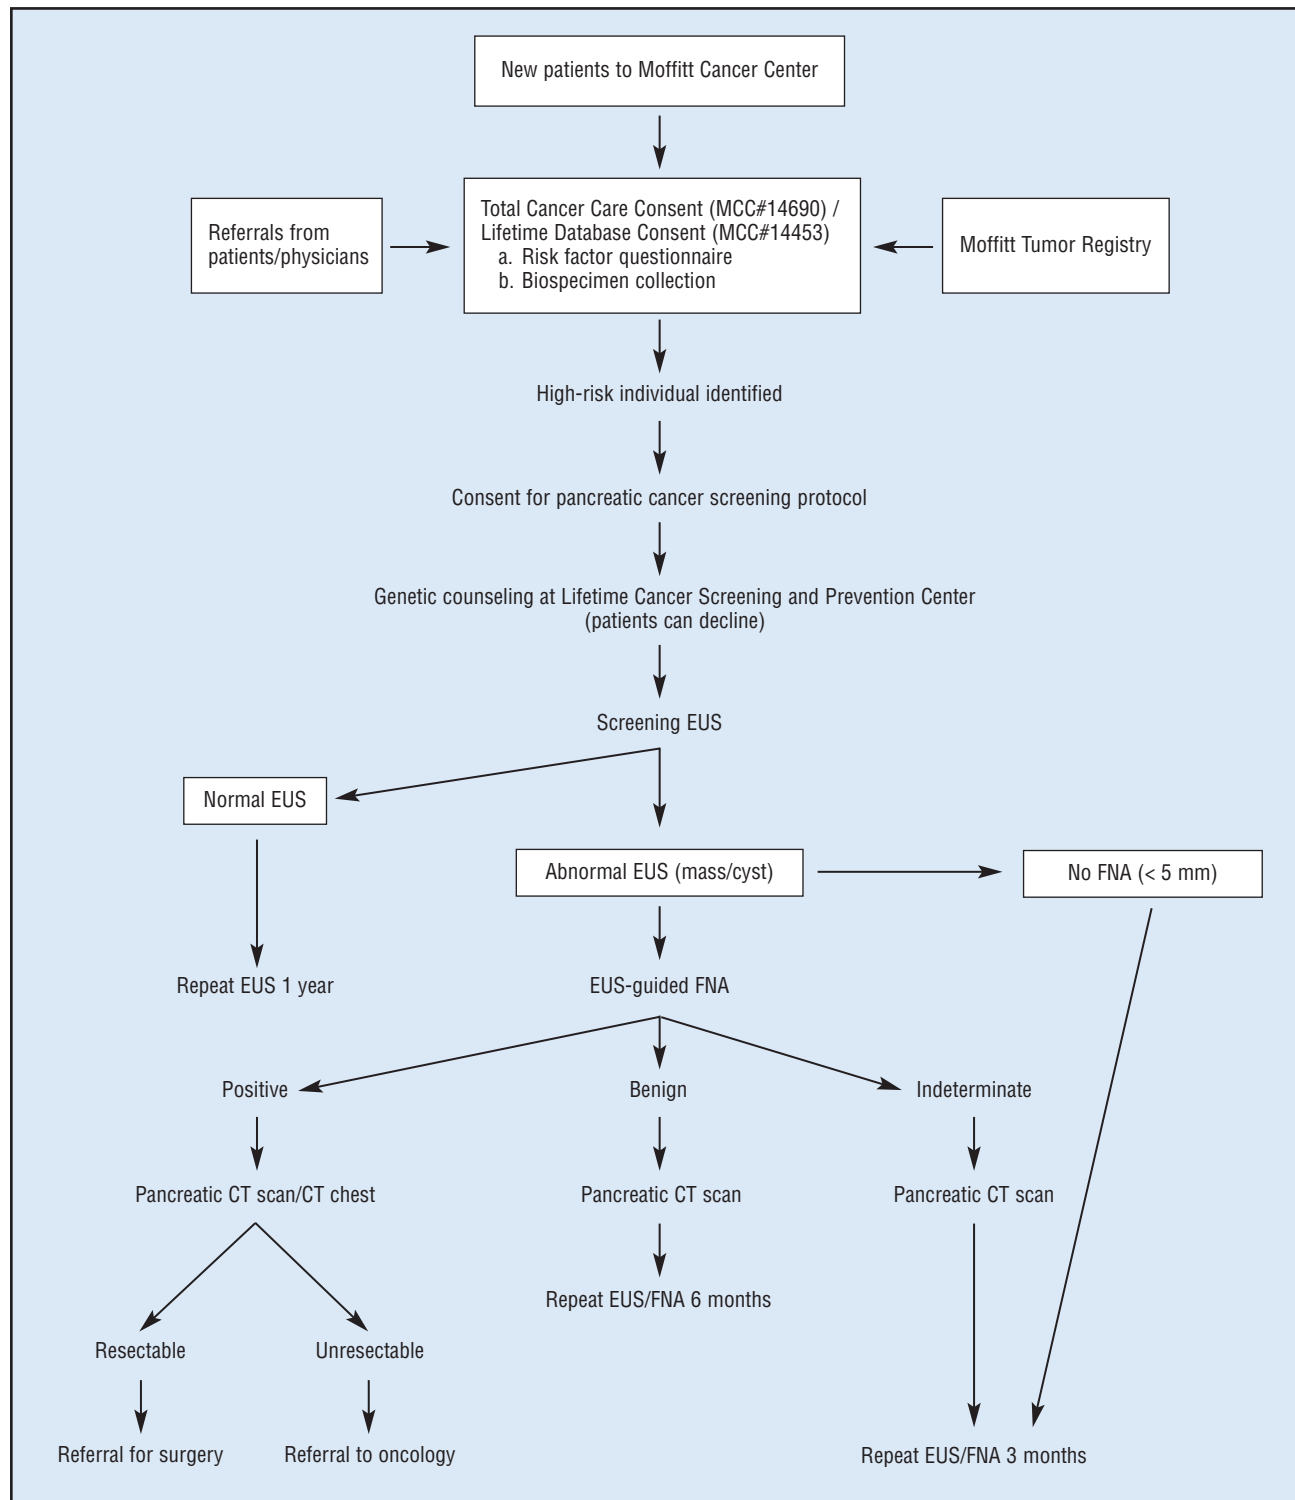 New patients to Moffitt Cancer Center
Referrals from
patients/physicians
Total Cancer Care Consent (MCC#14690) /
Lifetime Database Consent (MCC#14453)
a. Risk factor questionnaire
b. Biospecimen collection
Moffitt Tumor Registry
High-risk individual identified
Consent for pancreatic cancer screening protocol
Genetic counseling at Lifetime Cancer Screening and Prevention Center
(patients can decline)
Screening EUS
Normal EUS
Abnormal EUS (mass/cyst)
No FNA (< 5 mm)
Repeat EUS 1 year
EUS-guided FNA
Positive
Benign
Indeterminate
Pancreatic CT scan/CT chest
Pancreatic CT scan
Pancreatic CT scan
Repeat EUS/FNA 6 months
Resectable
Unresectable
Referral for surgery
Referral to oncology
Repeat EUS/FNA 3 months